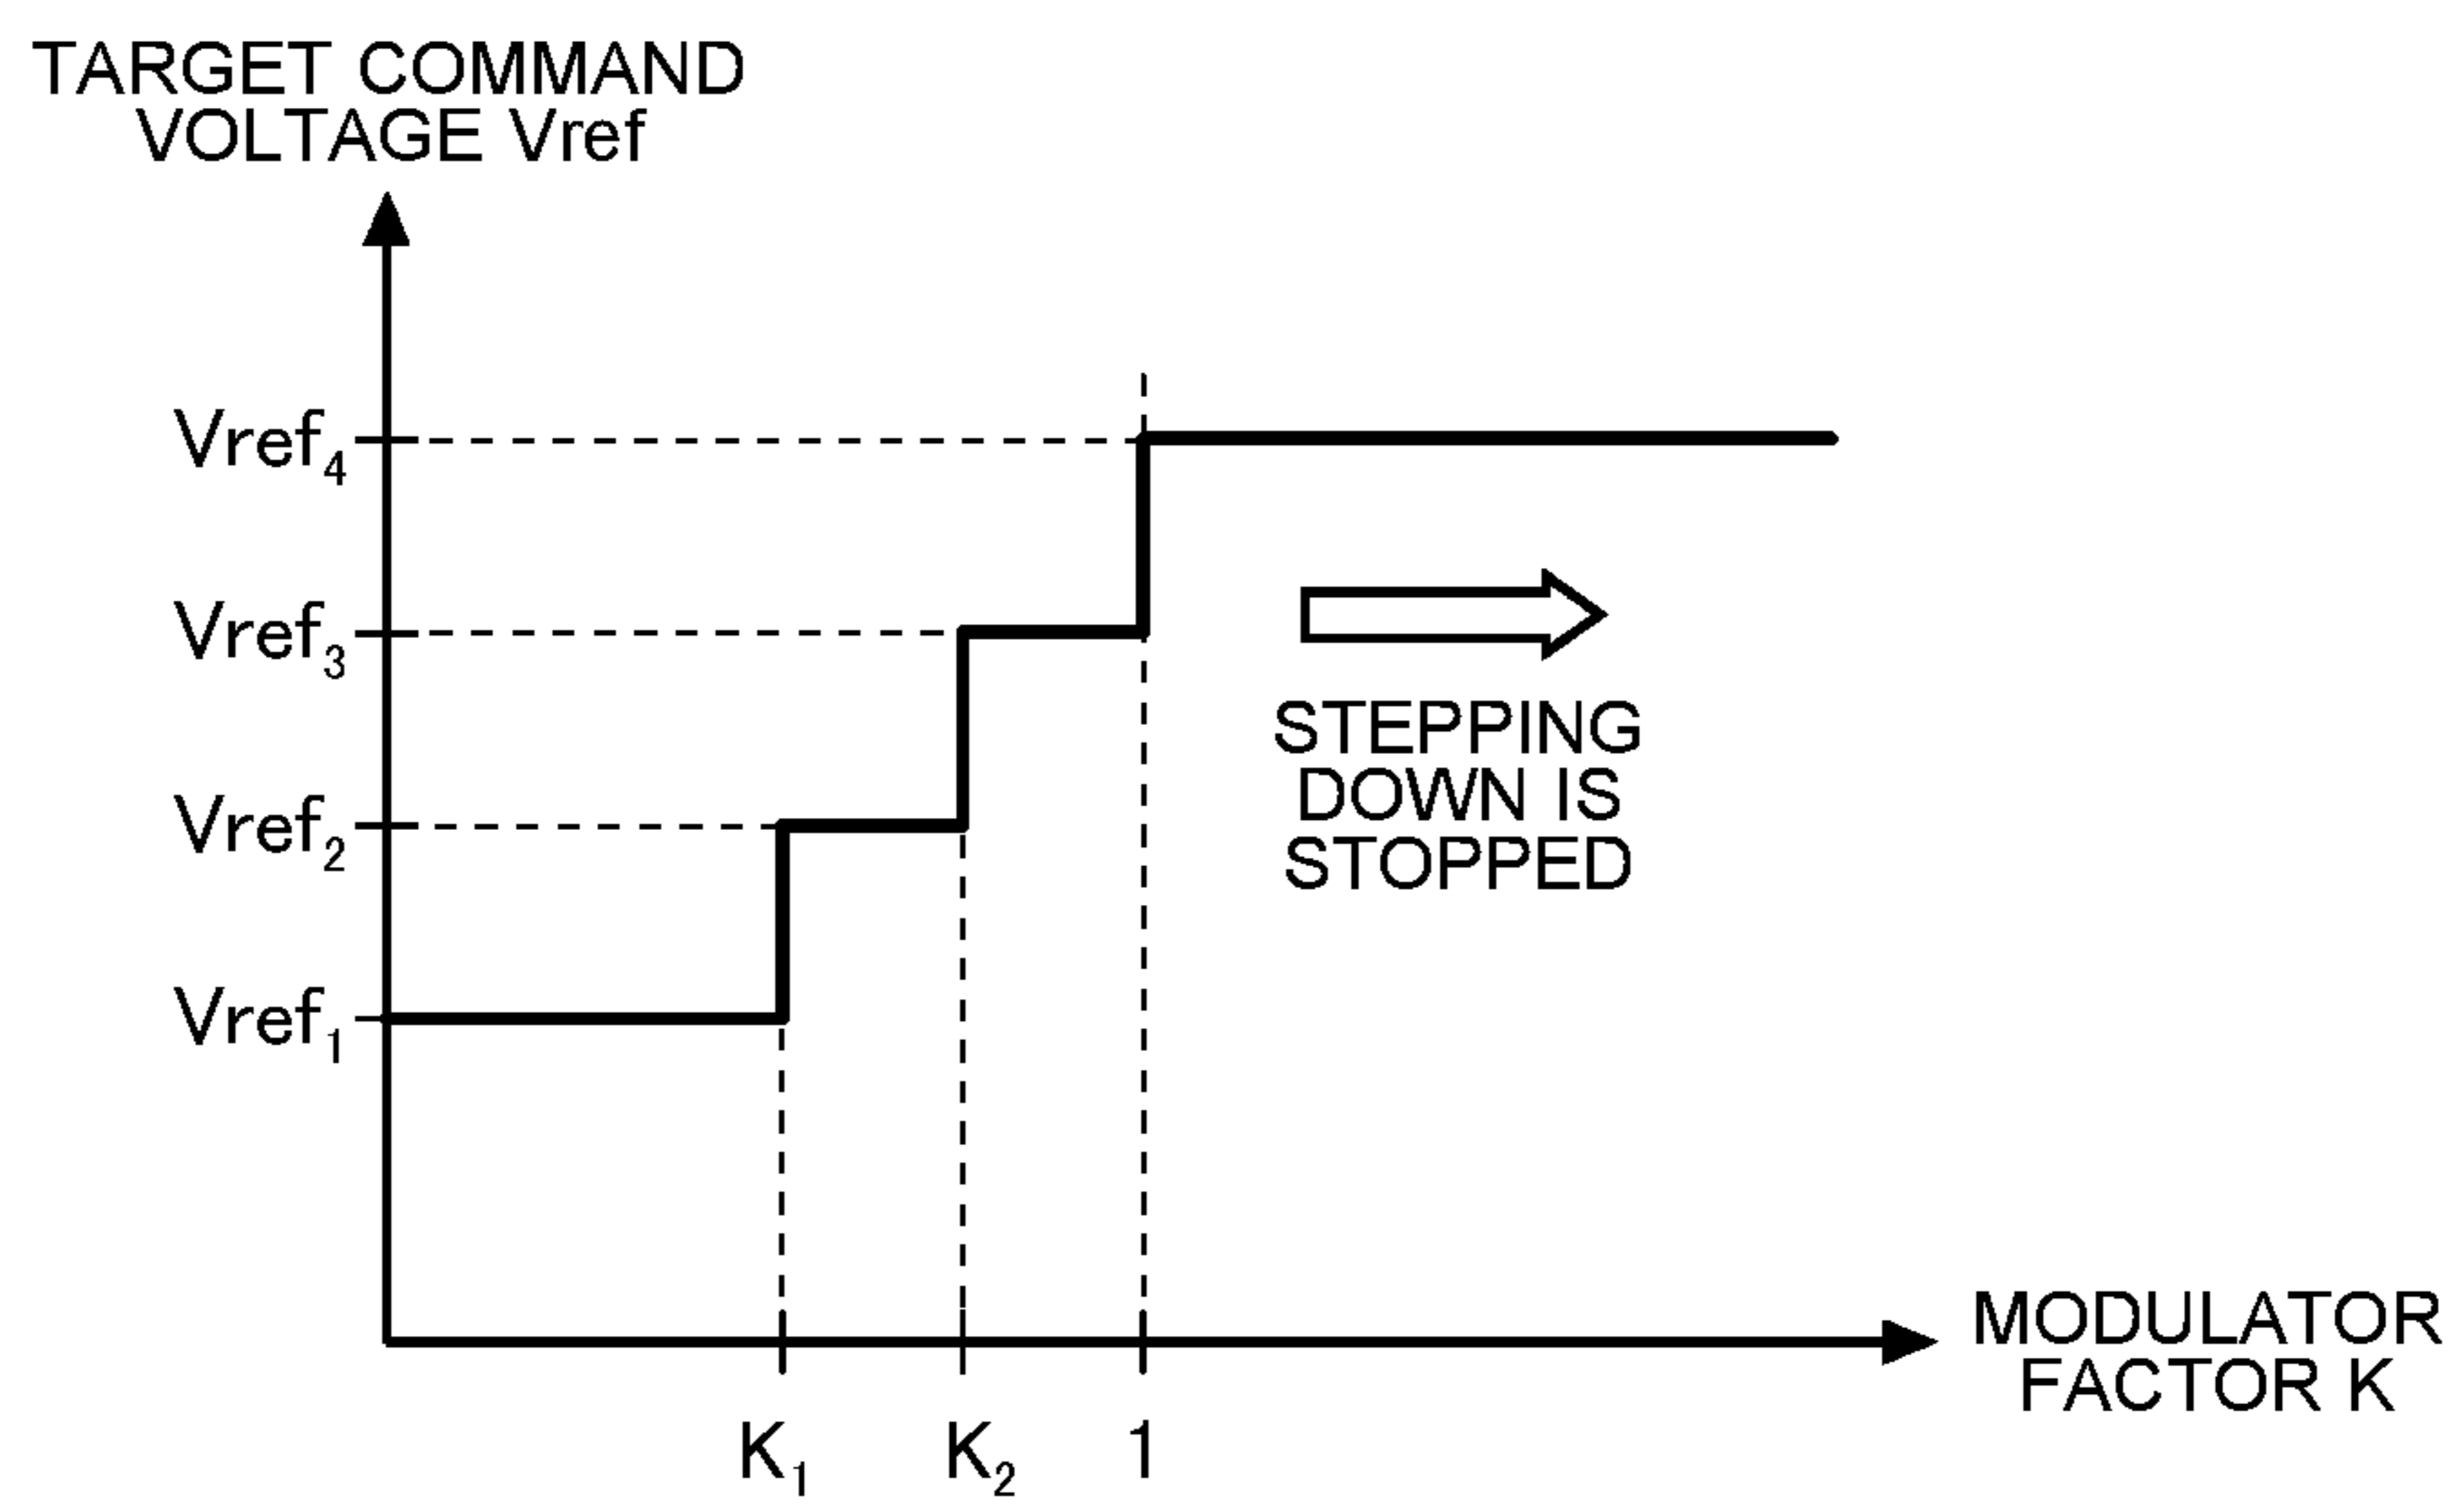 TARGET COMMAND
VOLTAGE Vref
Vref₄
Vref₃
Vref₂
Vref₁
STEPPING
DOWN IS
STOPPED
MODULATOR
FACTOR K
K₁ K₂ 1